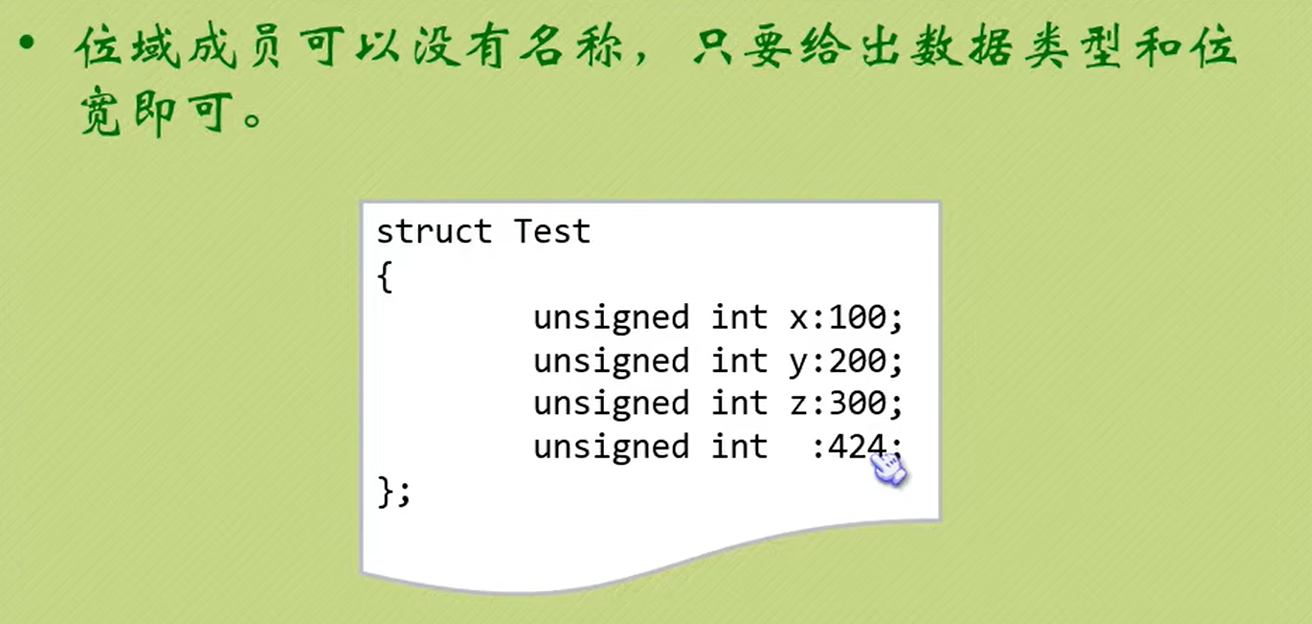 • 位域成员可以没有名称，只要给出数据类型和位
宽即可。
struct Test
{
unsigned int x:100;
unsigned int y:200;
unsigned int z:300;
unsigned int  :424;
};